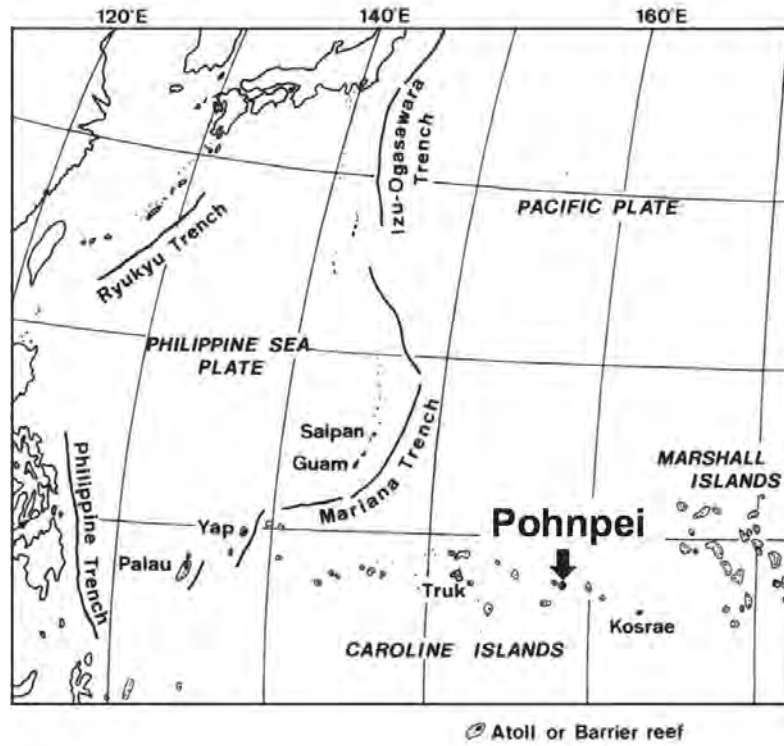 120°E 140°E 160°E
Izu-Ogasawara
Trench
PACIFIC PLATE
Ryukyu Trench
PHILIPPINE SEA
PLATE
Saipan
Guam
Mariana Trench
Philippine Trench
MARSHALL
ISLANDS
Yap
Pohnpei
Palau
Truk
Kosrae
CAROLINE ISLANDS
Atoll or Barrier reef